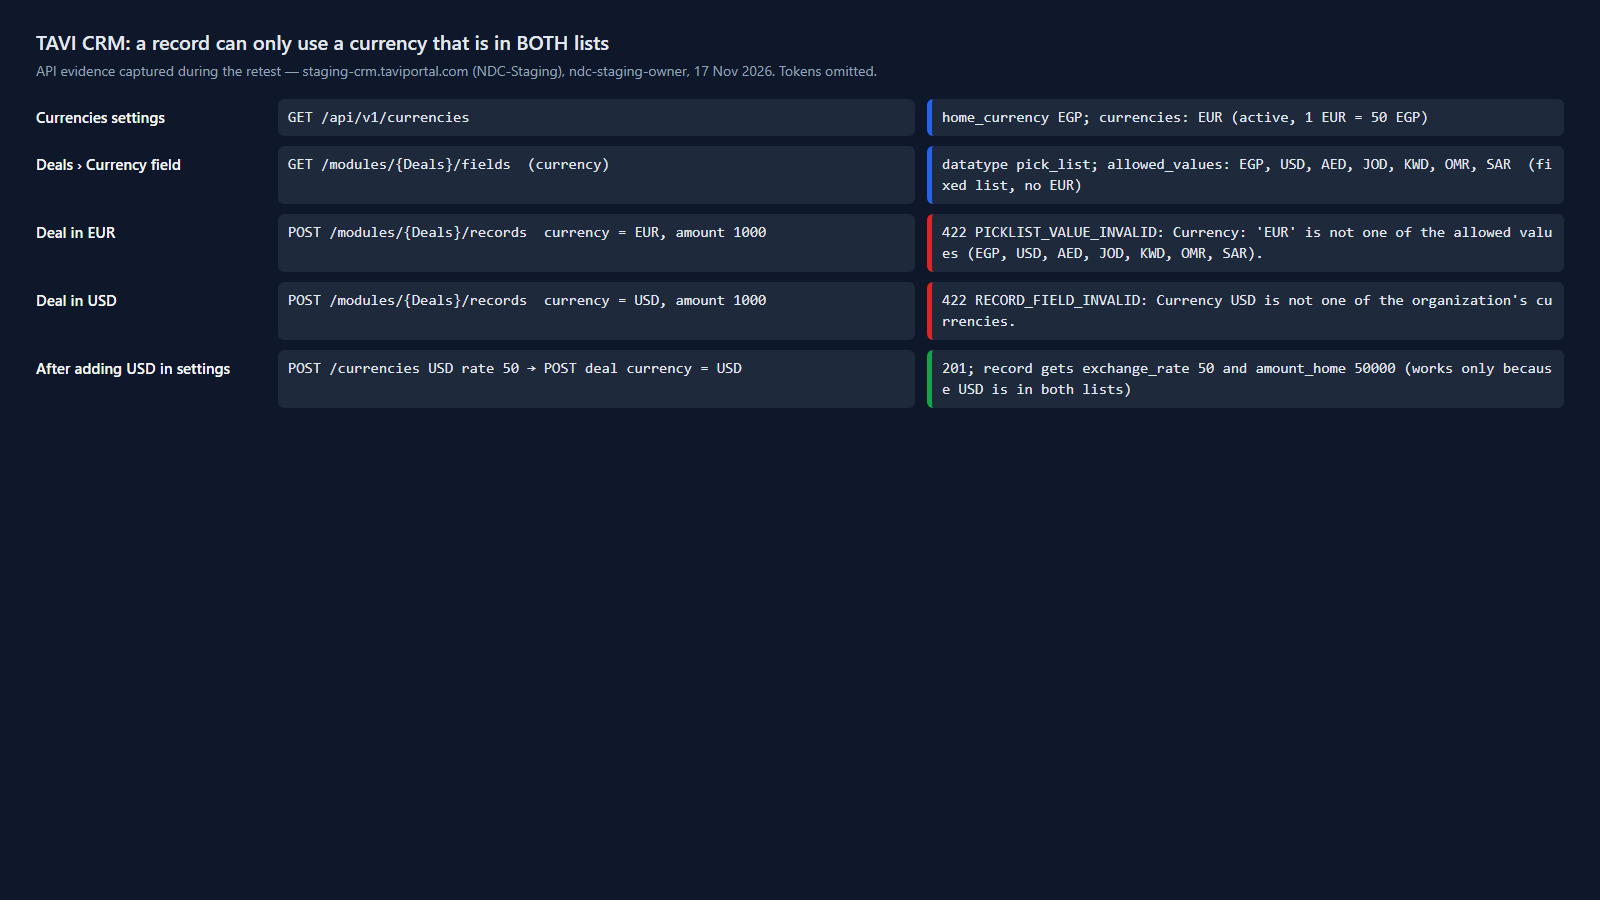 TAVI CRM: a record can only use a currency that is in BOTH lists
API evidence captured during the retest — staging-crm.taviportal.com (NDC-Staging), ndc-staging-owner, 17 Nov 2026. Tokens omitted.
Currencies settings
GET /api/v1/currencies
home_currency EGP; currencies: EUR (active, 1 EUR = 50 EGP)
Deals › Currency field
GET /modules/{Deals}/fields  (currency)
datatype pick_list; allowed_values: EGP, USD, AED, JOD, KWD, OMR, SAR  (fi
xed list, no EUR)
Deal in EUR
POST /modules/{Deals}/records  currency = EUR, amount 1000
422 PICKLIST_VALUE_INVALID: Currency: 'EUR' is not one of the allowed valu
es (EGP, USD, AED, JOD, KWD, OMR, SAR).
Deal in USD
POST /modules/{Deals}/records  currency = USD, amount 1000
422 RECORD_FIELD_INVALID: Currency USD is not one of the organization's cu
rrencies.
After adding USD in settings
POST /currencies USD rate 50 → POST deal currency = USD
201; record gets exchange_rate 50 and amount_home 50000 (works only becaus
e USD is in both lists)